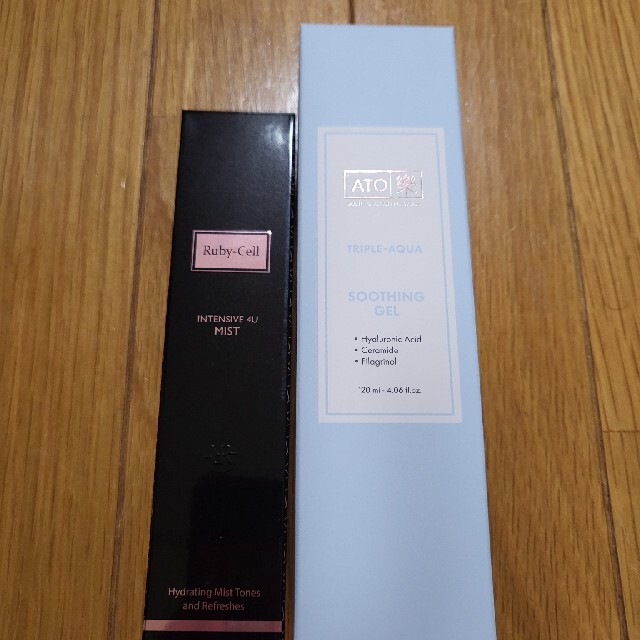 Ruby-Cell
INTENSIVE 4U
MIST
Hydrating Mist Tones
and Refreshes
ATO 樂
TRIPLE-AQUA
SOOTHING
GEL
• Hyaluronic Acid
• Ceramide
• Filagrinol
120 ml - 4.06 fl.oz.